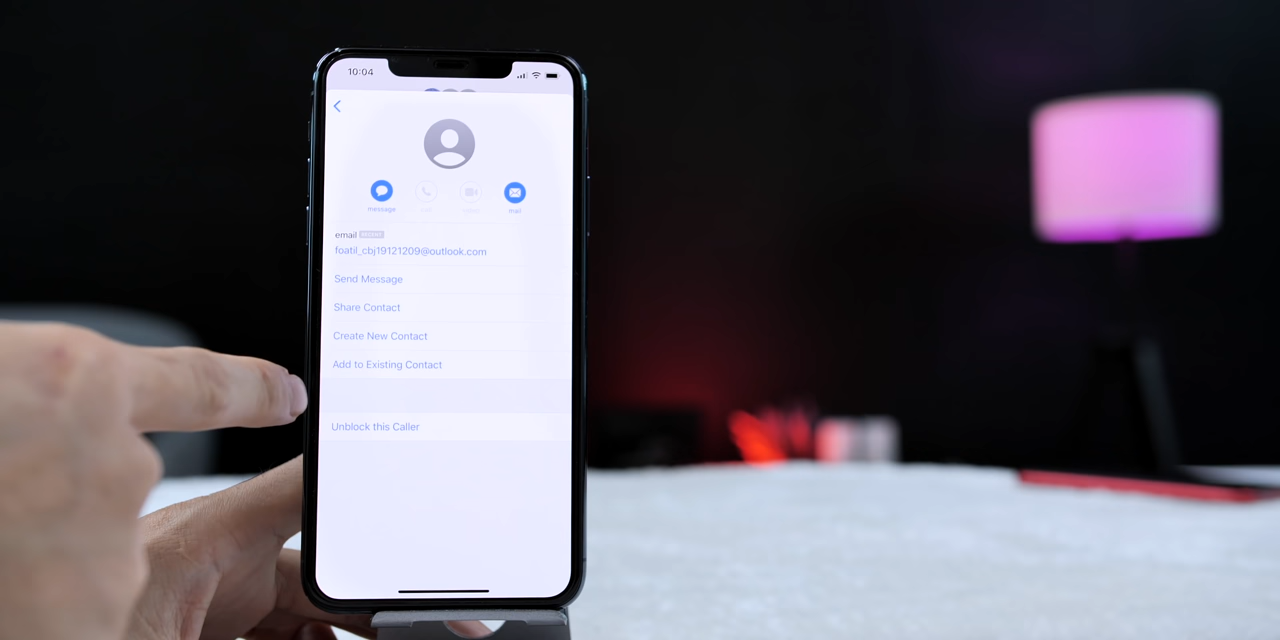 10:04
message
mail
email
foatil_cbj19121209@outlook.com
Send Message
Share Contact
Create New Contact
Add to Existing Contact
Unblock this Caller